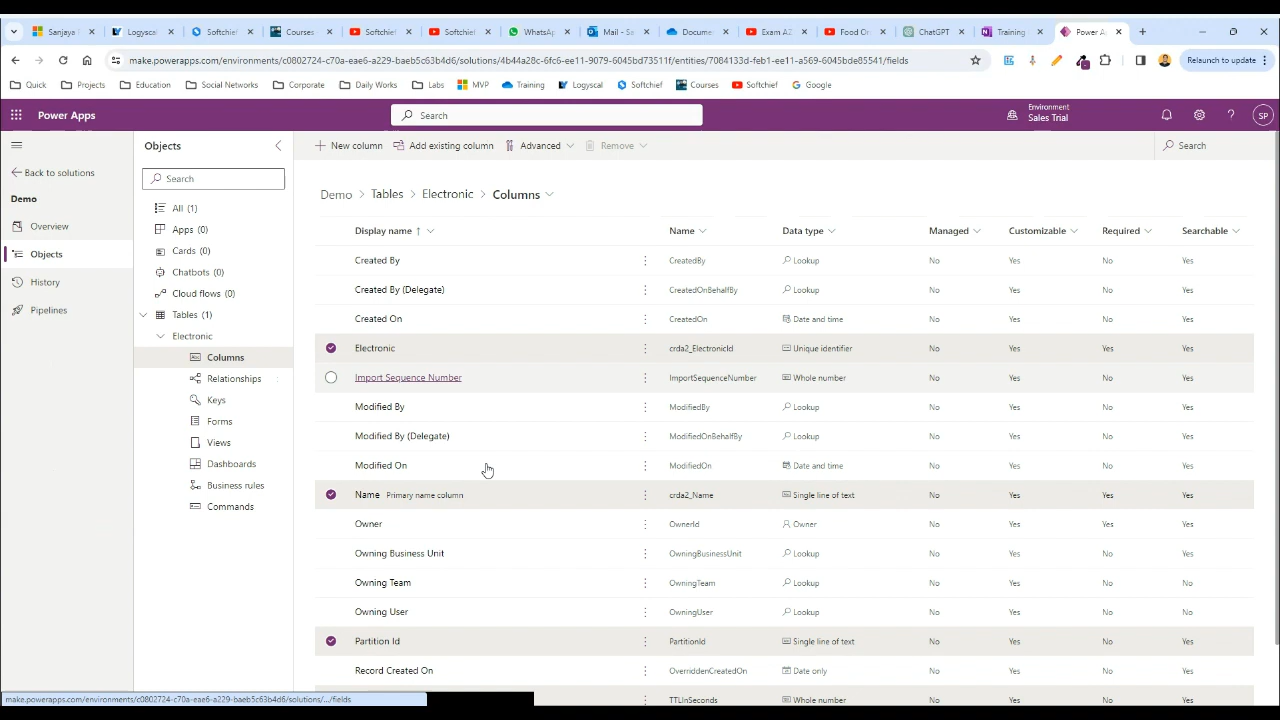 Sanjaya
Logyscal
Softchief
Courses
Softchief
Softchief
WhatsAp
Mail - Sa
Docume
Exam AZ
Food On
ChatGPT
Training
Power A
make.powerapps.com/environments/c0802724-c70a-eae6-a229-baeb5c63b4d6/solutions/4b44a28c-6fc6-ee11-9079-6045bd73511f/entities/7084133d-feb1-ee11-a569-6045bde85541/fields
Relaunch to update
Quick
Projects
Education
Social Networks
Corporate
Daily Works
Labs
MVP
Training
Logyscal
Softchief
Courses
Softchief
Google
Power Apps
Search
Environment
Sales Trial
SP
Back to solutions
Demo
Overview
Objects
History
Pipelines
Objects
Search
All (1)
Apps (0)
Cards (0)
Chatbots (0)
Cloud flows (0)
Tables (1)
Electronic
Columns
Relationships
Keys
Forms
Views
Dashboards
Business rules
Commands
New column
Add existing column
Advanced
Remove
Search
Demo > Tables > Electronic > Columns
Display name ↑ Name Data type Managed Customizable Required Searchable
Created By CreatedBy Lookup No Yes No Yes
Created By (Delegate) CreatedOnBehalfBy Lookup No Yes No Yes
Created On CreatedOn Date and time No Yes No Yes
Electronic crda2_ElectronicId Unique identifier No Yes Yes Yes
Import Sequence Number ImportSequenceNumber Whole number No Yes No Yes
Modified By ModifiedBy Lookup No Yes No Yes
Modified By (Delegate) ModifiedOnBehalfBy Lookup No Yes No Yes
Modified On ModifiedOn Date and time No Yes No Yes
Name Primary name column crda2_Name Single line of text No Yes Yes Yes
Owner OwnerId Owner No Yes Yes Yes
Owning Business Unit OwningBusinessUnit Lookup No Yes No Yes
Owning Team OwningTeam Lookup No Yes No No
Owning User OwningUser Lookup No Yes No No
Partition Id PartitionId Single line of text No Yes No Yes
Record Created On OverriddenCreatedOn Date only No Yes No Yes
TTLInSeconds Whole number No Yes No Yes
make.powerapps.com/environments/c0802724-c70a-eae6-a229-baeb5c63b4d6/solutions/.../fields